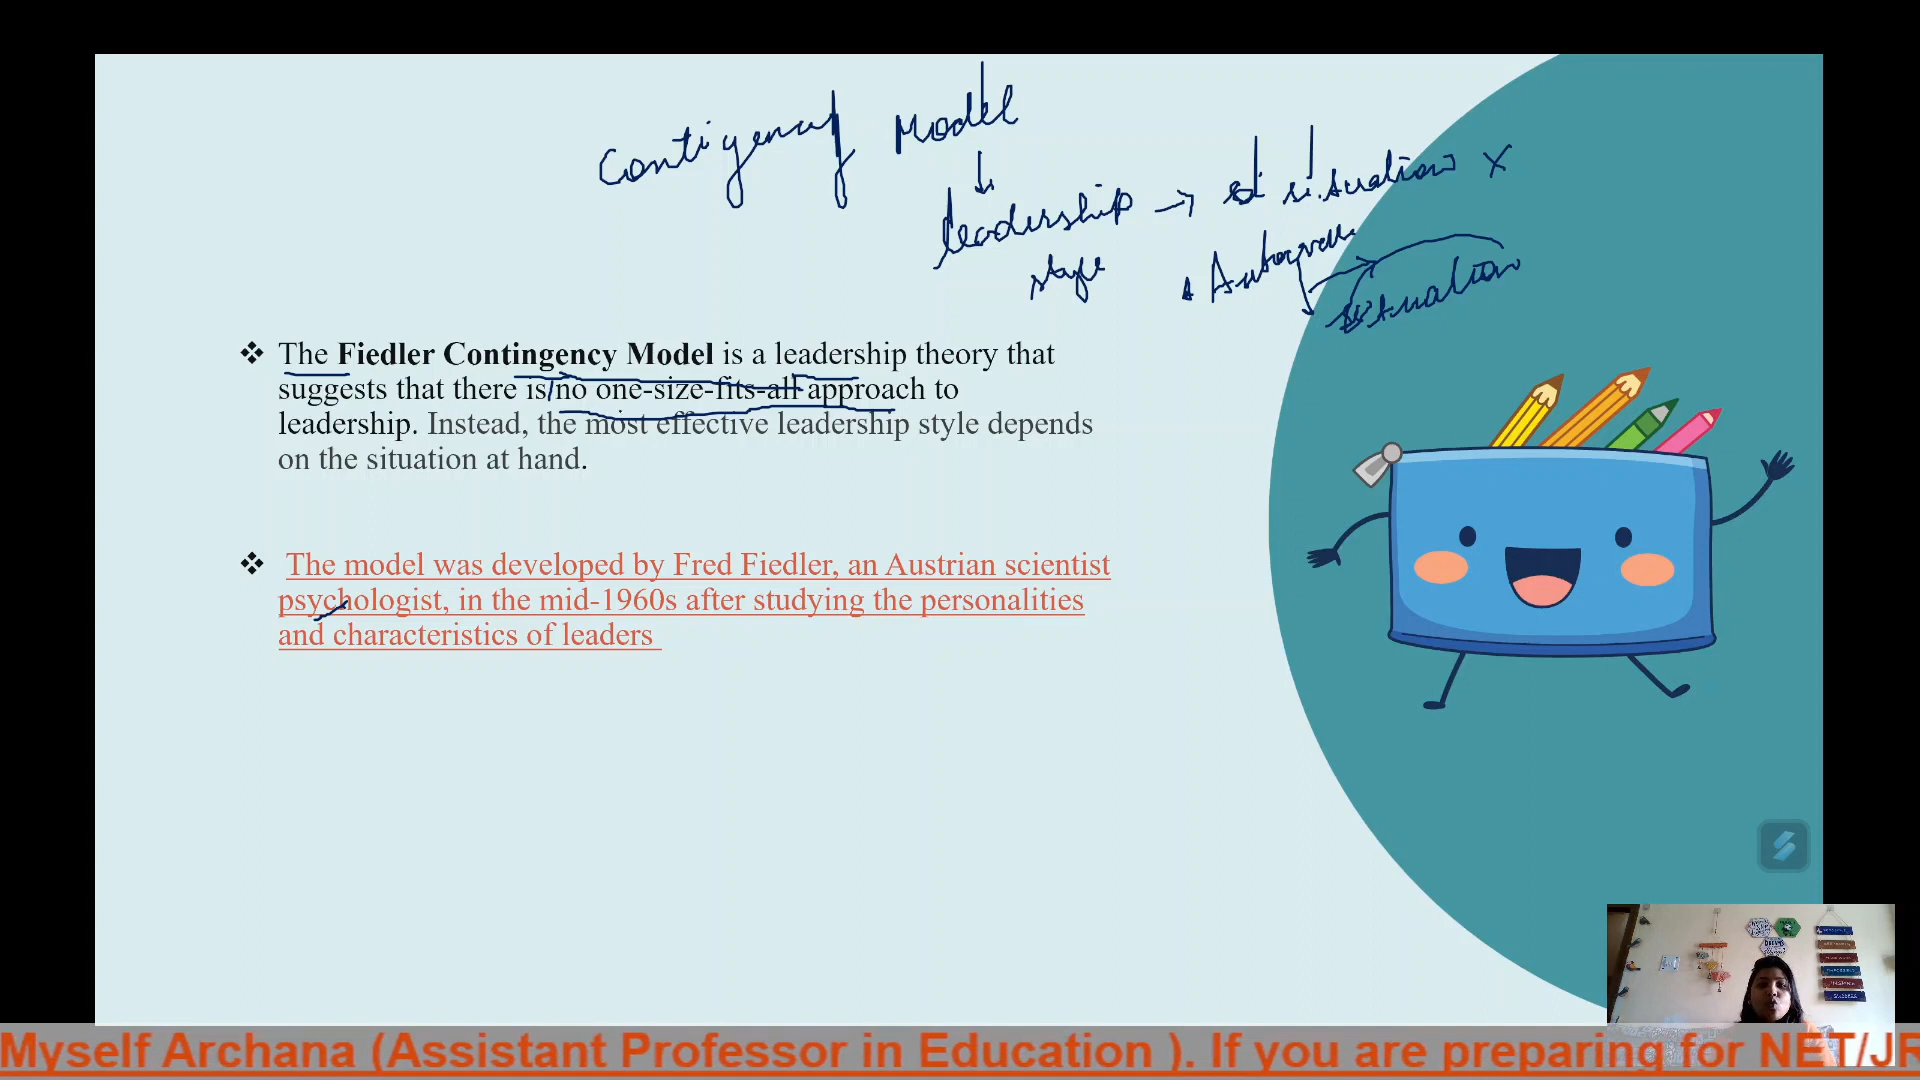 Contigency Model
leadership → situation x
style
Autocratic
situation
❖ The Fiedler Contingency Model is a leadership theory that
suggests that there is no one-size-fits-all approach to
leadership. Instead, the most effective leadership style depends
on the situation at hand.
❖ The model was developed by Fred Fiedler, an Austrian scientist
psychologist, in the mid-1960s after studying the personalities
and characteristics of leaders
Myself Archana (Assistant Professor in Education ). If you are preparing for NET/JR